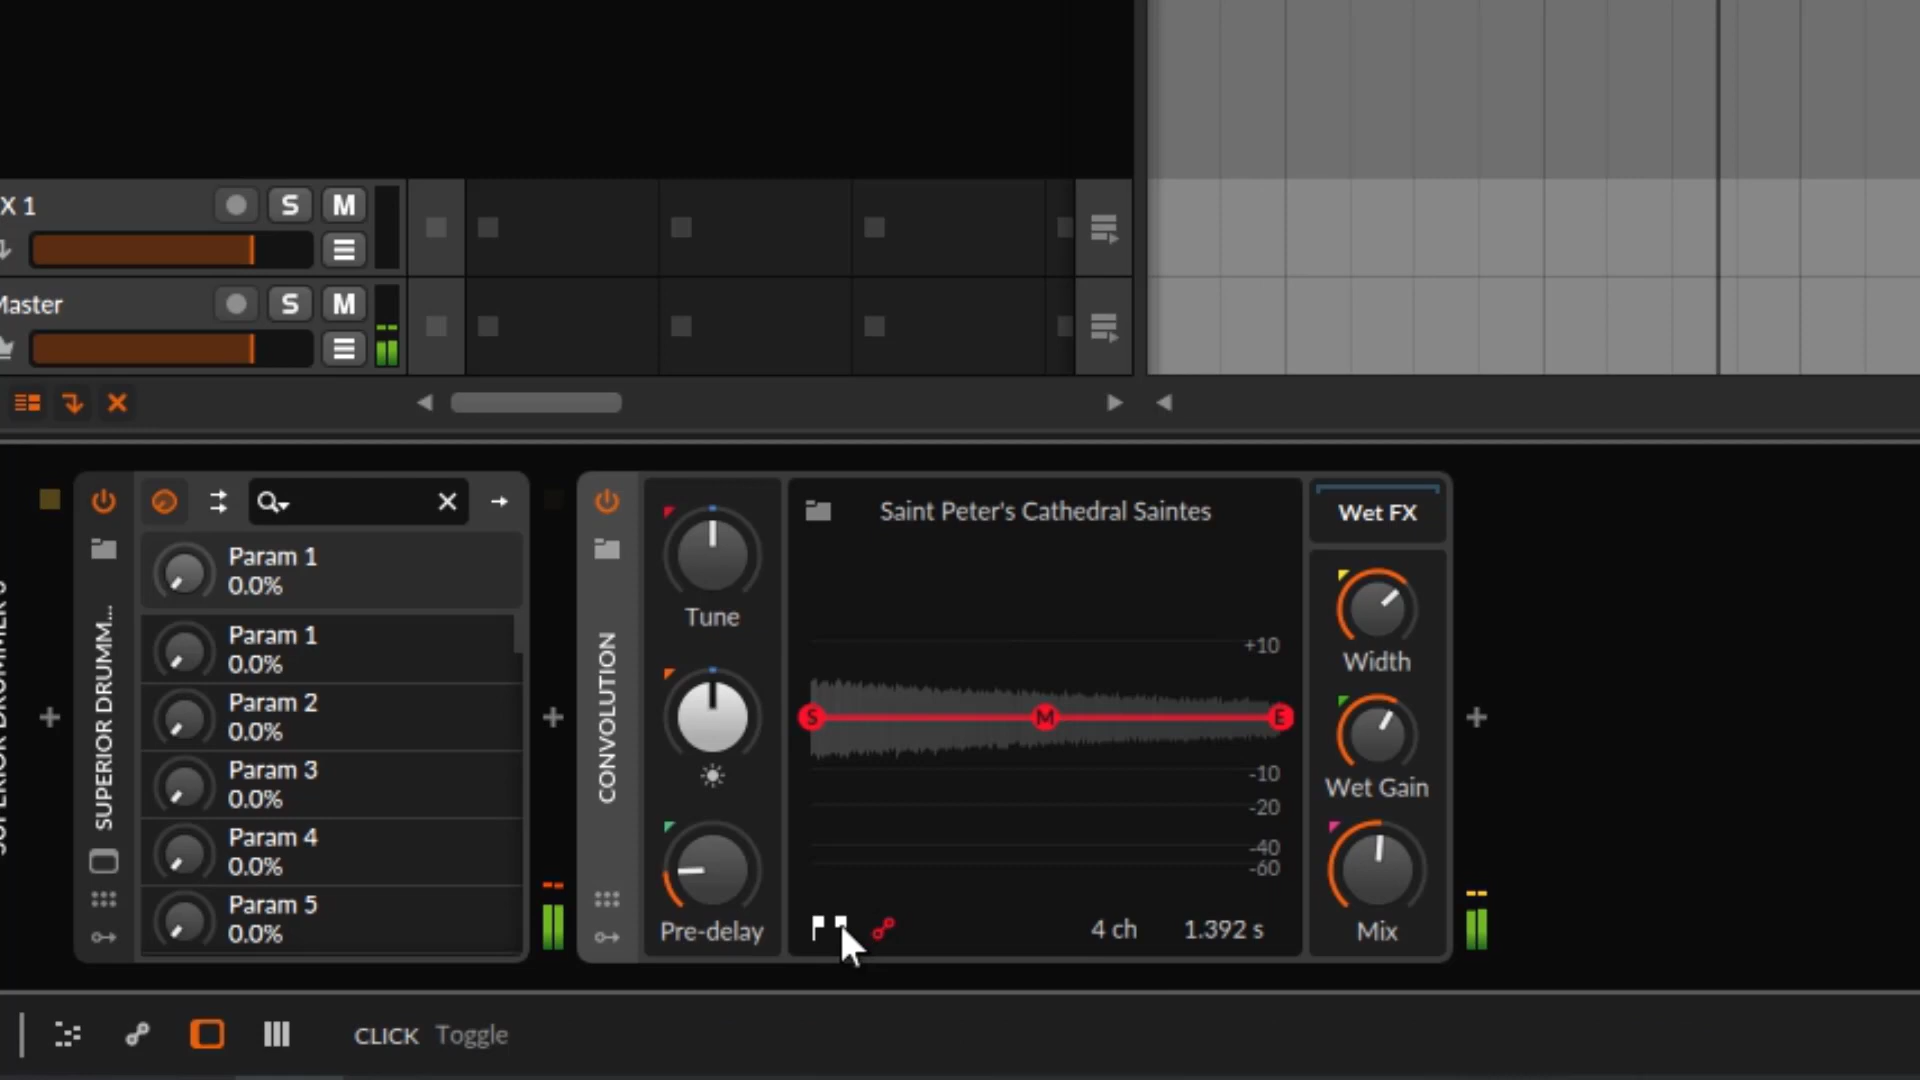 X 1
S
M
Master
S
M
SUPERIOR DRUMM...
Param 1
0.0%
Param 1
0.0%
Param 2
0.0%
Param 3
0.0%
Param 4
0.0%
Param 5
0.0%
CONVOLUTION
Tune
Pre-delay
Saint Peter's Cathedral Saintes
+10
S
M
E
-10
-20
-40
-60
4 ch
1.392 s
Wet FX
Width
Wet Gain
Mix
CLICK Toggle